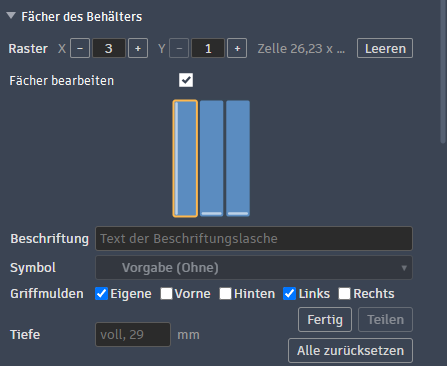 Fächer des Behälters
Raster X - 3 + Y - 1 + Zelle 26,23 x ... Leeren
Fächer bearbeiten
Beschriftung Text der Beschriftungslasche
Symbol Vorgabe (Ohne)
Griffmulden Eigene Vorne Hinten Links Rechts
Fertig Teilen
Tiefe voll, 29 mm
Alle zurücksetzen